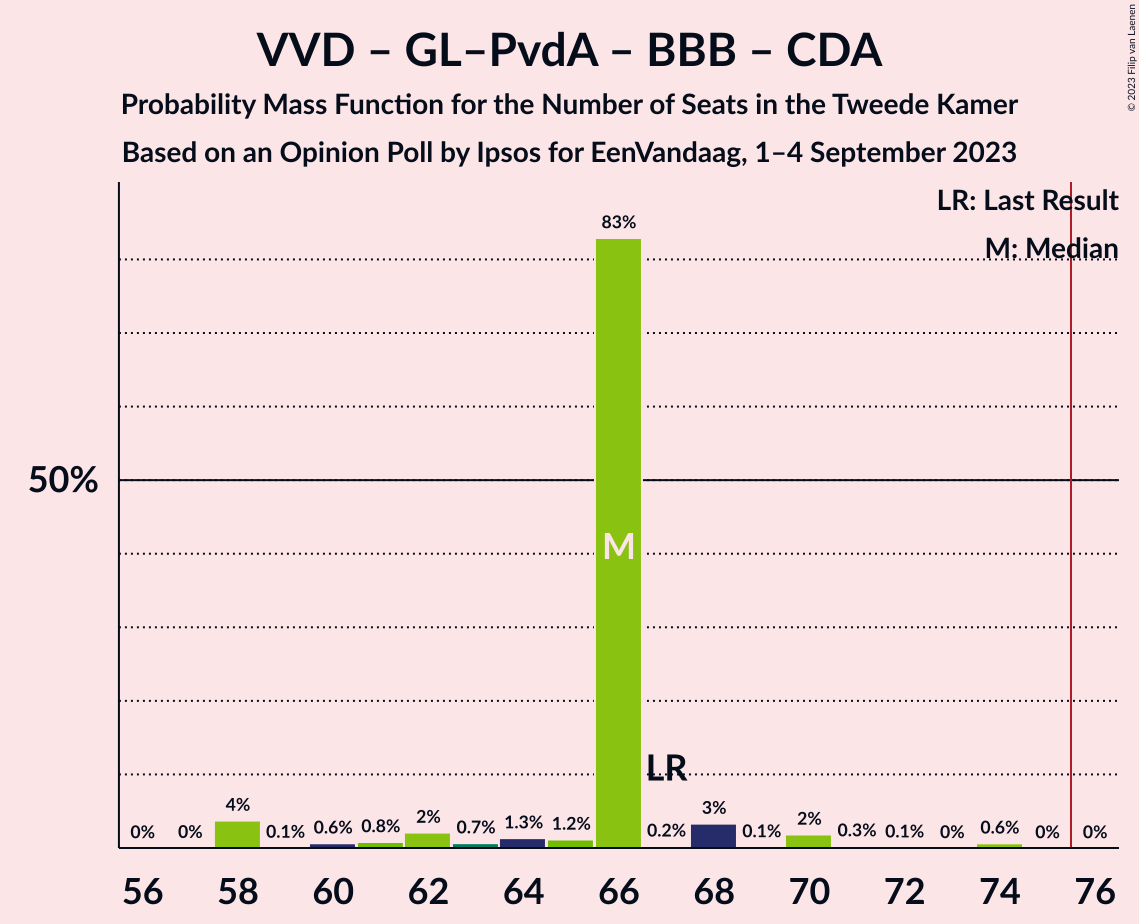 VVD – GL–PvdA – BBB – CDA
Probability Mass Function for the Number of Seats in the Tweede Kamer
Based on an Opinion Poll by Ipsos for EenVandaag, 1–4 September 2023
© 2023 Filip van Laenen
LR: Last Result
M: Median
83%
50%
M
LR
0% 0% 4% 0.1% 0.6% 0.8% 2% 0.7% 1.3% 1.2% 0.2% 3% 0.1% 2% 0.3% 0.1% 0% 0.6% 0% 0%
56 58 60 62 64 66 68 70 72 74 76